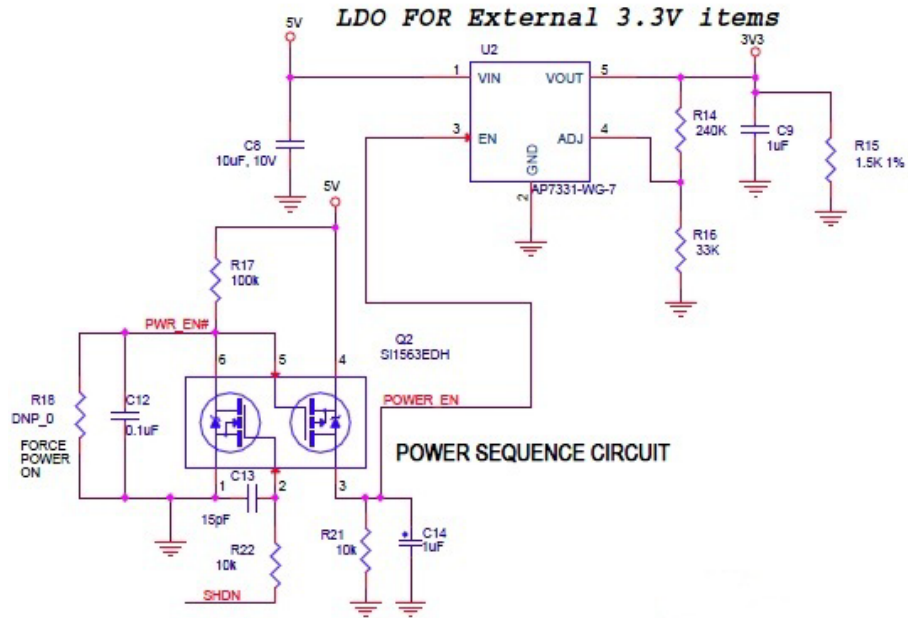 LDO FOR External 3.3V items
5V
U2
3V3
1
VIN
VOUT
5
3
EN
ADJ
4
GND
2
AP7331-WG-7
C8
10uF, 10V
R14
240K
C9
1uF
R15
1.5K 1%
R16
33K
5V
R17
100k
PWR_EN#
Q2
SI1563EDH
6
5
4
R18
DNP_0
FORCE
POWER
ON
C12
0.1uF
POWER_EN
POWER SEQUENCE CIRCUIT
1
C13
2
3
15pF
R22
10k
R21
10k
C14
1uF
SHDN